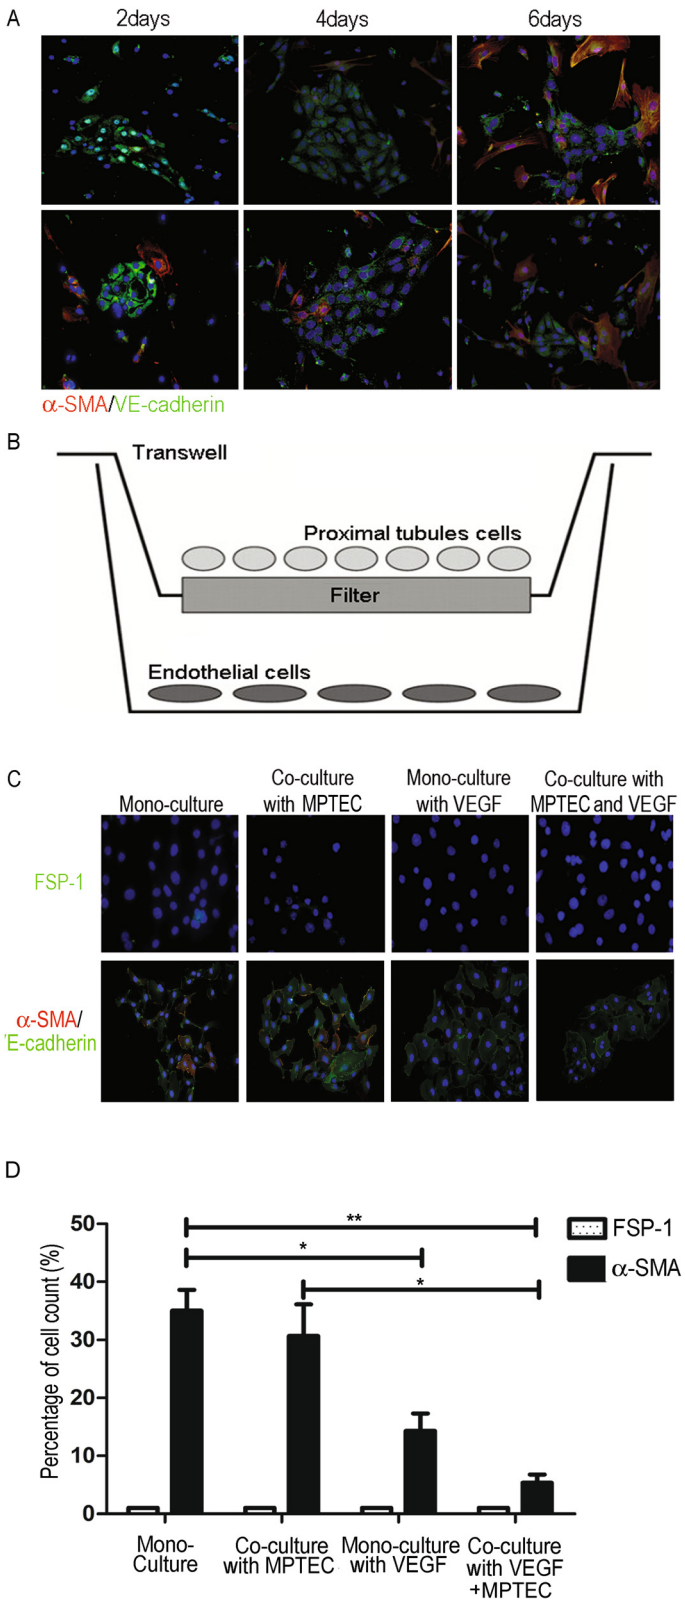 A
2days 4days 6days
α-SMA/VE-cadherin
B
Transwell
Proximal tubules cells
Filter
Endothelial cells
C
Mono-culture
Co-culture
with MPTEC
Mono-culture
with VEGF
Co-culture with
MPTEC and VEGF
FSP-1
α-SMA/
E-cadherin
D
Percentage of cell count (%)
50
40
30
20
10
0
**
*
*
FSP-1
α-SMA
Mono-
Culture
Co-culture
with MPTEC
Mono-culture
with VEGF
Co-culture
with VEGF
+MPTEC